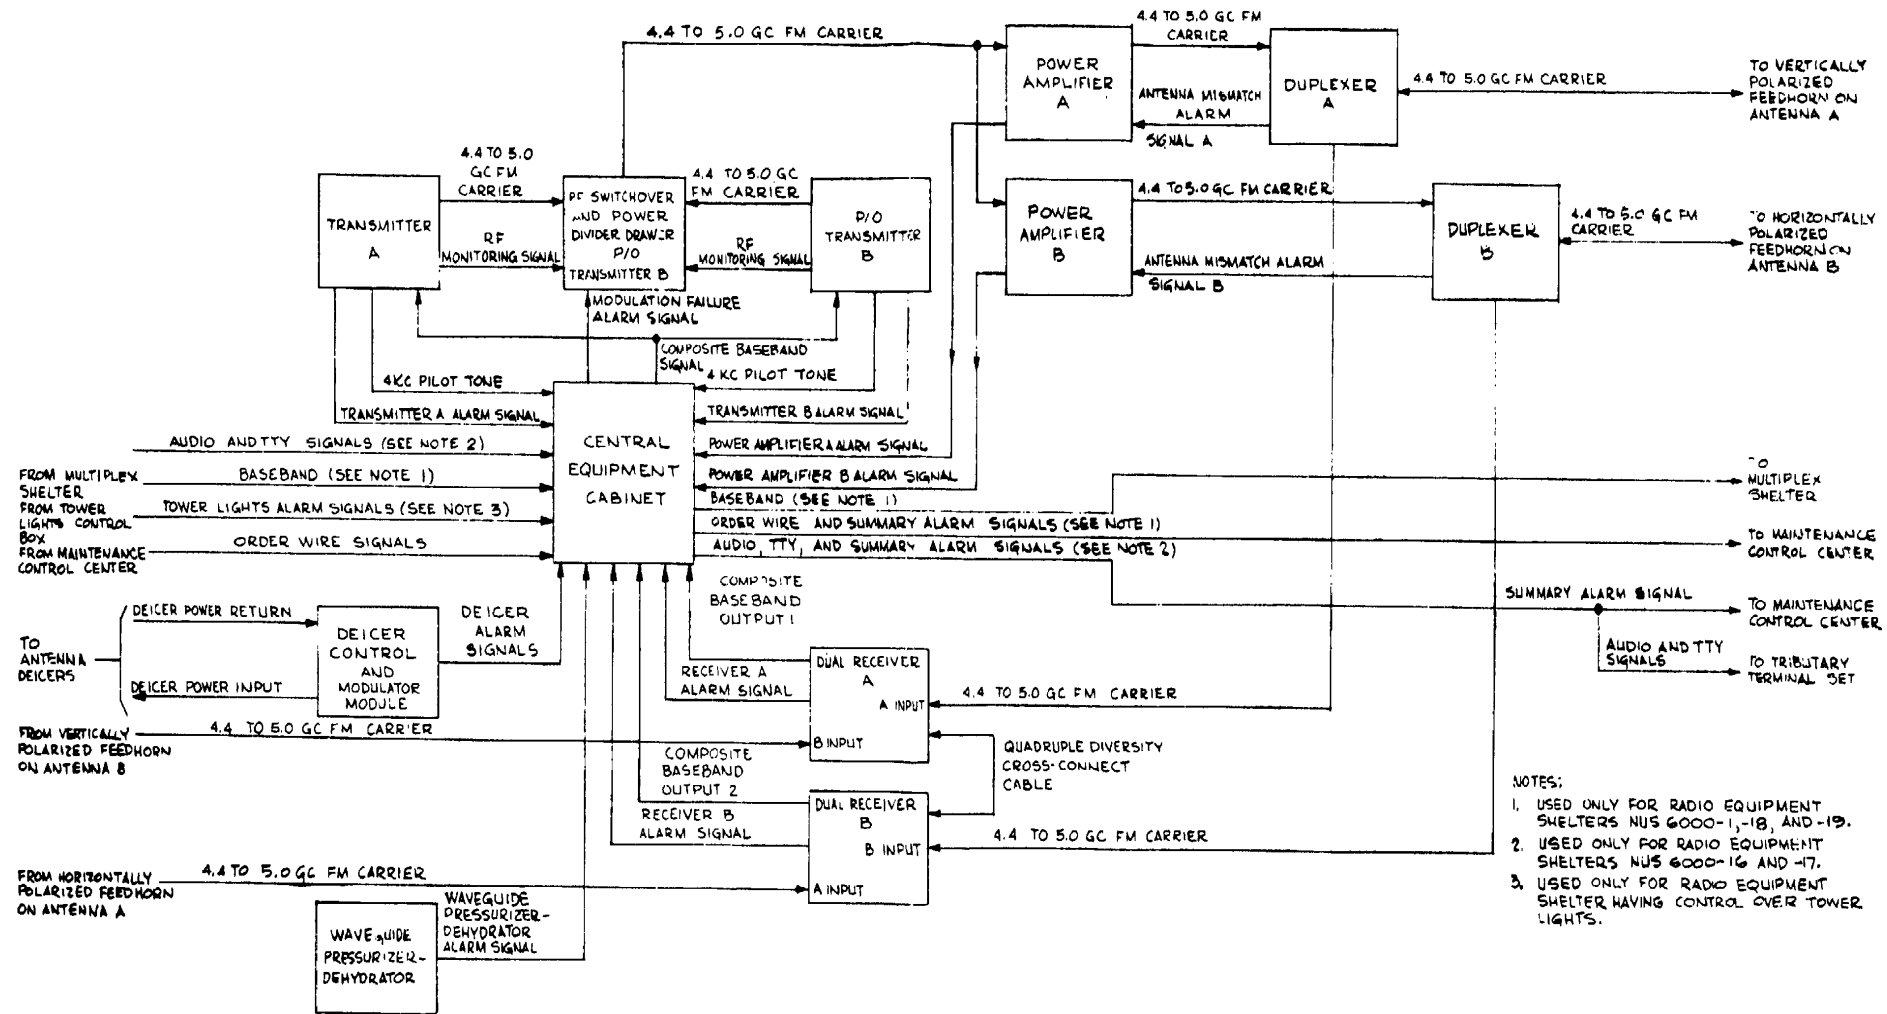 4.4 TO 5.0 GC FM CARRIER
4.4 TO 5.0 GC FM
CARRIER
POWER
AMPLIFIER
A
ANTENNA MISMATCH
ALARM
SIGNAL A
DUPLEXER
A
4.4 TO 5.0 GC FM CARRIER
TO VERTICALLY
POLARIZED
FEEDHORN ON
ANTENNA A
4.4 TO 5.0
GC FM
CARRIER
TRANSMITTER
A
RF
MONITORING SIGNAL
RF SWITCHOVER
AND POWER
DIVIDER DRAWER
P/O
TRANSMITTER B
4.4 TO 5.0 GC
FM CARRIER
RF
MONITORING SIGNAL
P/O
TRANSMITTER
B
POWER
AMPLIFIER
B
4.4 TO 5.0 GC FM CARRIER
ANTENNA MISMATCH ALARM
SIGNAL B
DUPLEXER
B
4.4 TO 5.0 GC FM
CARRIER
TO HORIZONTALLY
POLARIZED
FEEDHORN ON
ANTENNA B
MODULATION FAILURE
ALARM SIGNAL
COMPOSITE BASEBAND
SIGNAL
4KC PILOT TONE
4 KC PILOT TONE
TRANSMITTER A ALARM SIGNAL
TRANSMITTER B ALARM SIGNAL
AUDIO AND TTY SIGNALS (SEE NOTE 2)
POWER AMPLIFIER A ALARM SIGNAL
CENTRAL
EQUIPMENT
CABINET
FROM MULTIPLEX
SHELTER
BASEBAND (SEE NOTE 1)
POWER AMPLIFIER B ALARM SIGNAL
BASEBAND (SEE NOTE 1)
TO
MULTIPLEX
SHELTER
FROM TOWER
LIGHTS CONTROL
BOX
TOWER LIGHTS ALARM SIGNALS (SEE NOTE 3)
ORDER WIRE AND SUMMARY ALARM SIGNALS (SEE NOTE 1)
TO MAINTENANCE
CONTROL CENTER
FROM MAINTENANCE
CONTROL CENTER
ORDER WIRE SIGNALS
AUDIO, TTY, AND SUMMARY ALARM SIGNALS (SEE NOTE 2)
SUMMARY ALARM SIGNAL
TO MAINTENANCE
CONTROL CENTER
AUDIO AND TTY
SIGNALS
TO TRIBUTARY
TERMINAL SET
TO
ANTENNA
DEICERS
DEICER POWER RETURN
DEICER POWER INPUT
DEICER
CONTROL
AND
MODULATOR
MODULE
DEICER
ALARM
SIGNALS
COMPOSITE
BASEBAND
OUTPUT 1
RECEIVER A
ALARM SIGNAL
DUAL RECEIVER
A
A INPUT
B INPUT
4.4 TO 5.0 GC FM CARRIER
FROM VERTICALLY
POLARIZED FEEDHORN
ON ANTENNA B
4.4 TO 5.0 GC FM CARRIER
COMPOSITE
BASEBAND
OUTPUT 2
RECEIVER B
ALARM SIGNAL
QUADRUPLE DIVERSITY
CROSS-CONNECT
CABLE
DUAL RECEIVER
B
B INPUT
A INPUT
4.4 TO 5.0 GC FM CARRIER
FROM HORIZONTALLY
POLARIZED FEEDHORN
ON ANTENNA A
4.4 TO 5.0 GC FM CARRIER
WAVEGUIDE
PRESSURIZER-
DEHYDRATOR
WAVEGUIDE
PRESSURIZER-
DEHYDRATOR
ALARM SIGNAL
NOTES:
1. USED ONLY FOR RADIO EQUIPMENT
SHELTERS NUS 6000-1,-18, AND -19.
2. USED ONLY FOR RADIO EQUIPMENT
SHELTERS NUS 6000-16 AND -17.
3. USED ONLY FOR RADIO EQUIPMENT
SHELTER HAVING CONTROL OVER TOWER
LIGHTS.